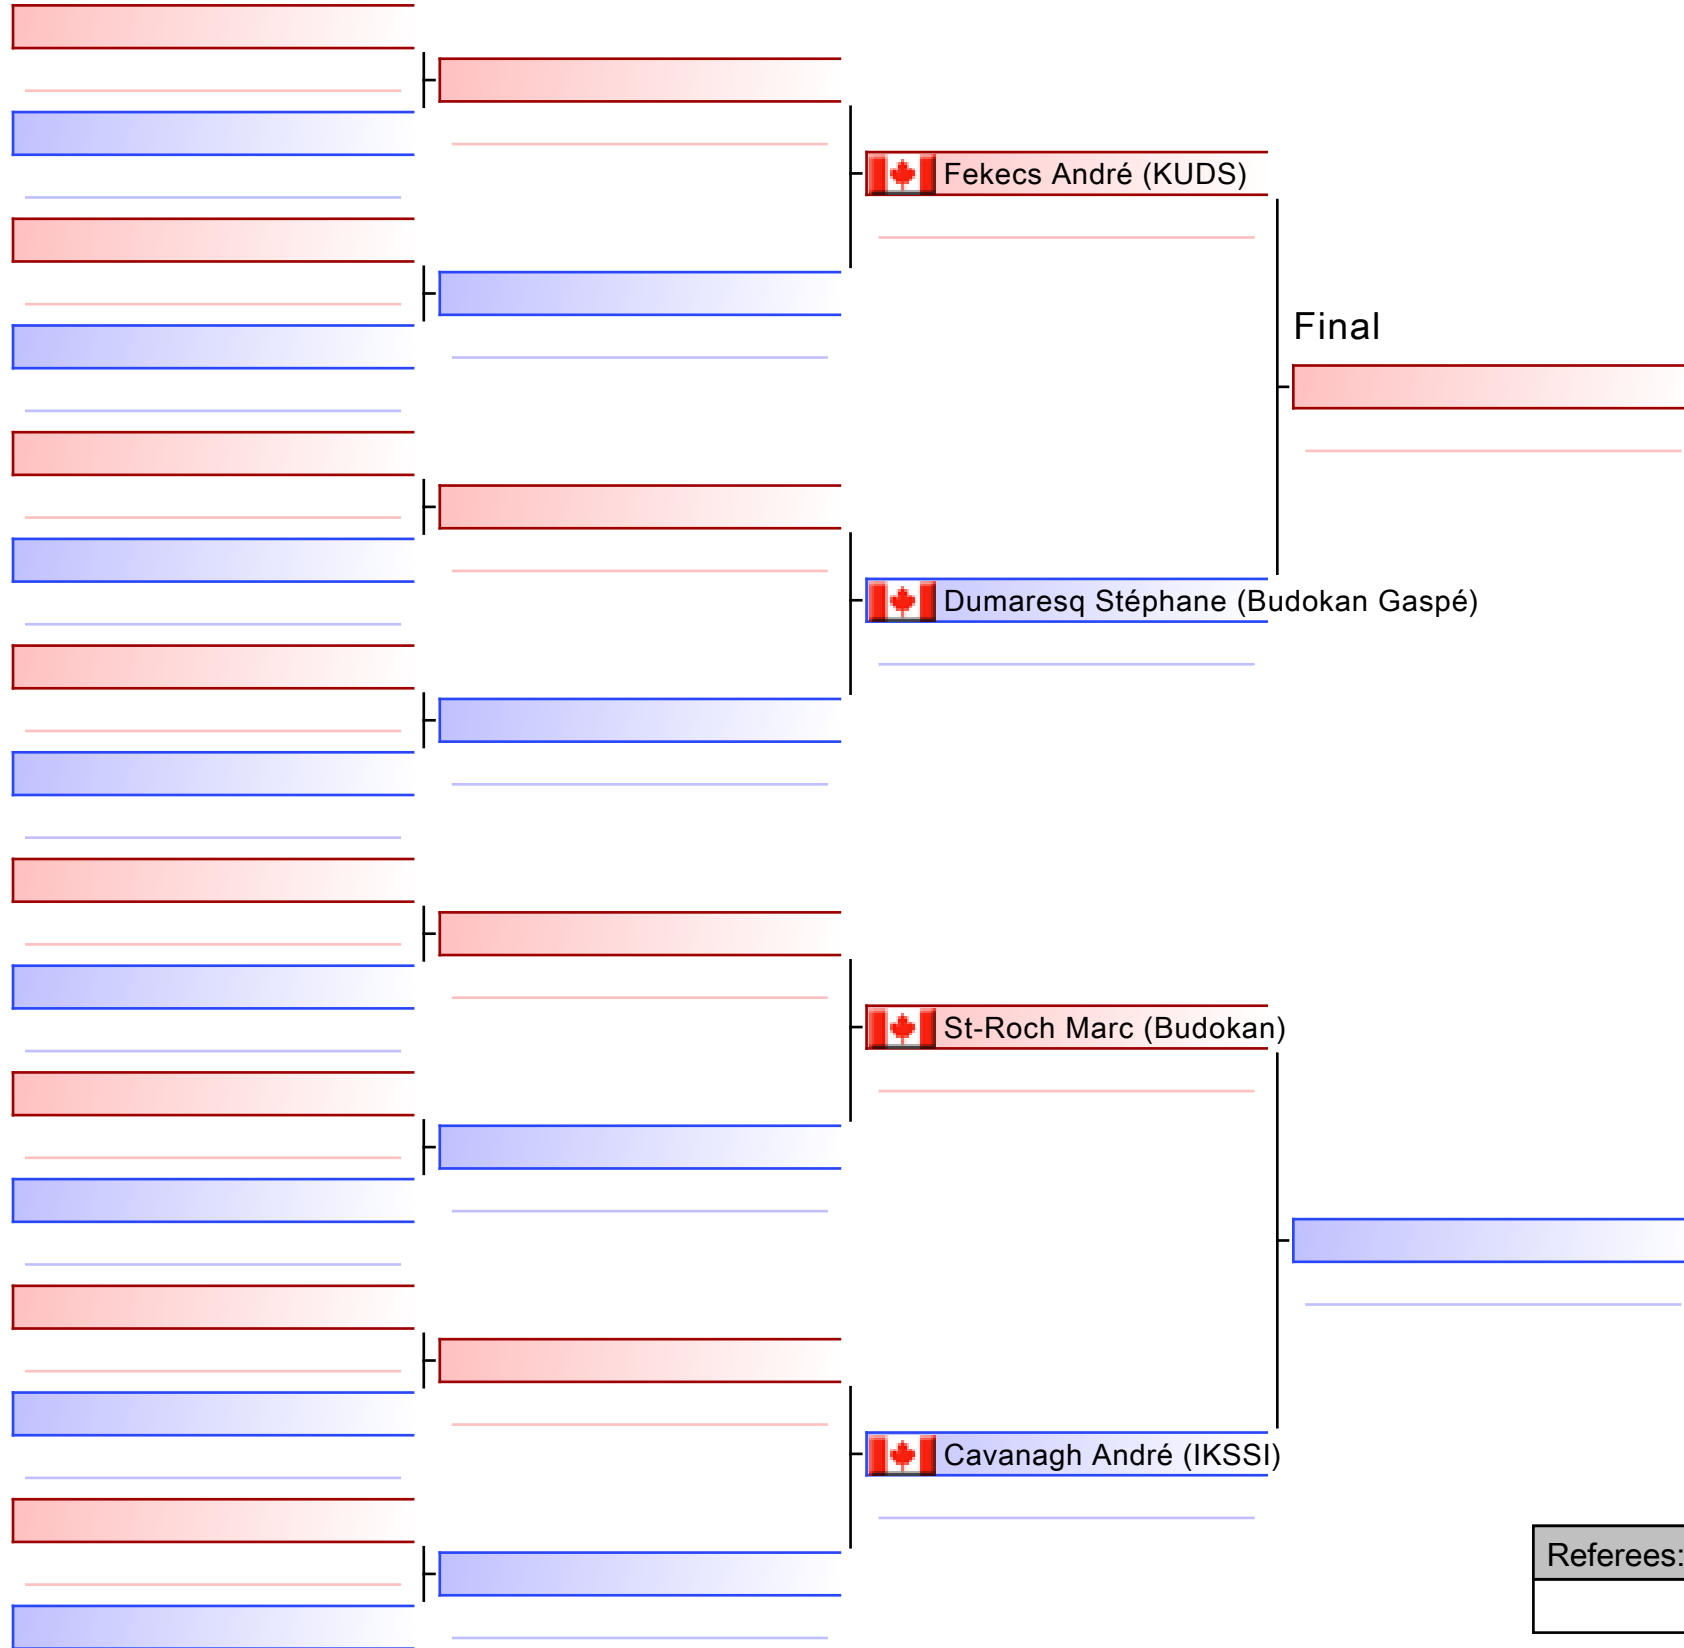 Fekecs André (KUDS)
Final
Dumaresq Stéphane (Budokan Gaspé)
St-Roch Marc (Budokan)
Cavanagh André (IKSSI)
Referees: